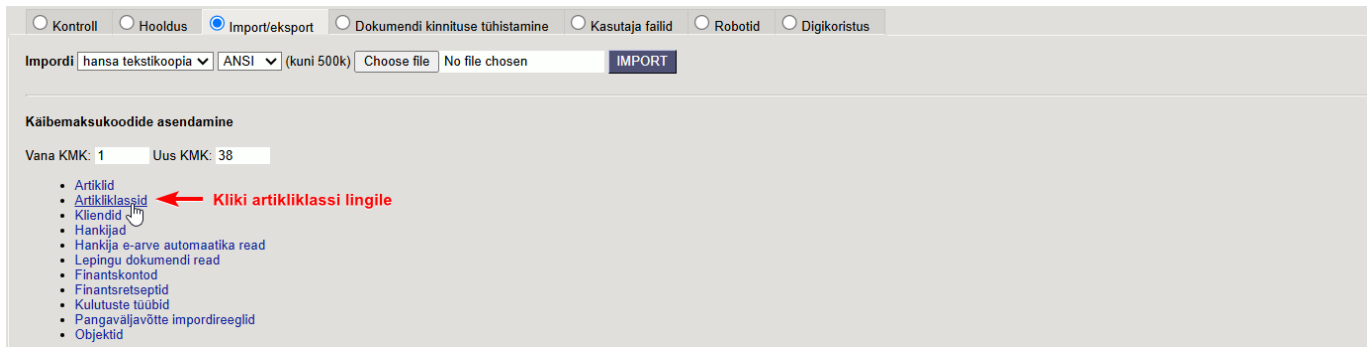 Kontroll Hooldus Import/eksport Dokumendi kinnituse tühistamine Kasutaja failid Robotid Digikoristus
Impordi hansa tekstikoopia ANSI (kuni 500k) Choose file No file chosen IMPORT
Käibemaksukoodide asendamine
Vana KMK: 1 Uus KMK: 38
Artiklid
Artikliklassid Kliki artikliklassi lingile
Kliendid
Hankijad
Hankija e-arve automaatika read
Lepingu dokumendi read
Finantskontod
Finantsretseptid
Kulutuste tüübid
Pangaväljavõtte impordireeglid
Objektid